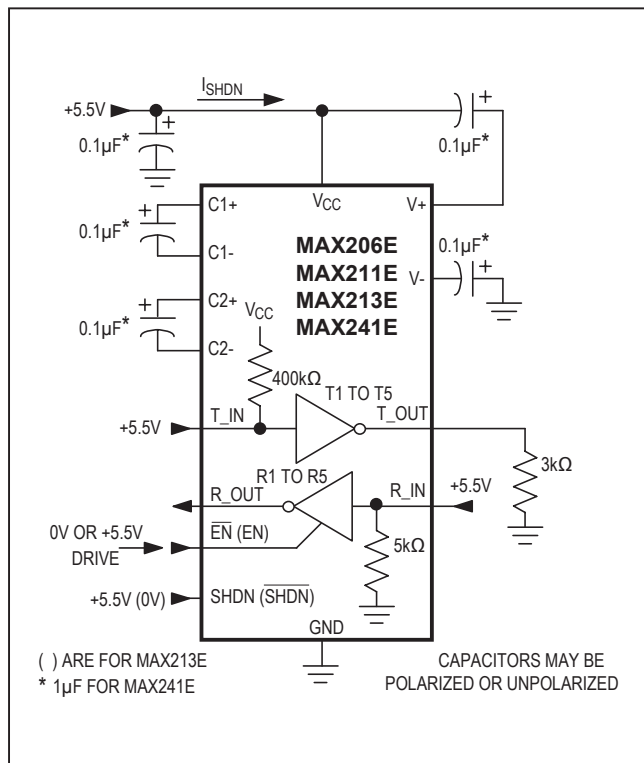 I_SHDN
+5.5V
+
+
0.1µF*
0.1µF*
+
C1+
V_CC
V+
0.1µF*
C1-
MAX206E
0.1µF*
+
MAX211E
V-
+
C2+
MAX213E
0.1µF*
V_CC
MAX241E
C2-
400kΩ
T1 TO T5
+5.5V
T_IN
T_OUT
R1 TO R5
3kΩ
R_OUT
R_IN
+5.5V
0V OR +5.5V
DRIVE
E̅N̅ (EN)
5kΩ
+5.5V (0V)
SHDN (S̅H̅D̅N̅)
GND
( ) ARE FOR MAX213E
* 1µF FOR MAX241E
CAPACITORS MAY BE
POLARIZED OR UNPOLARIZED